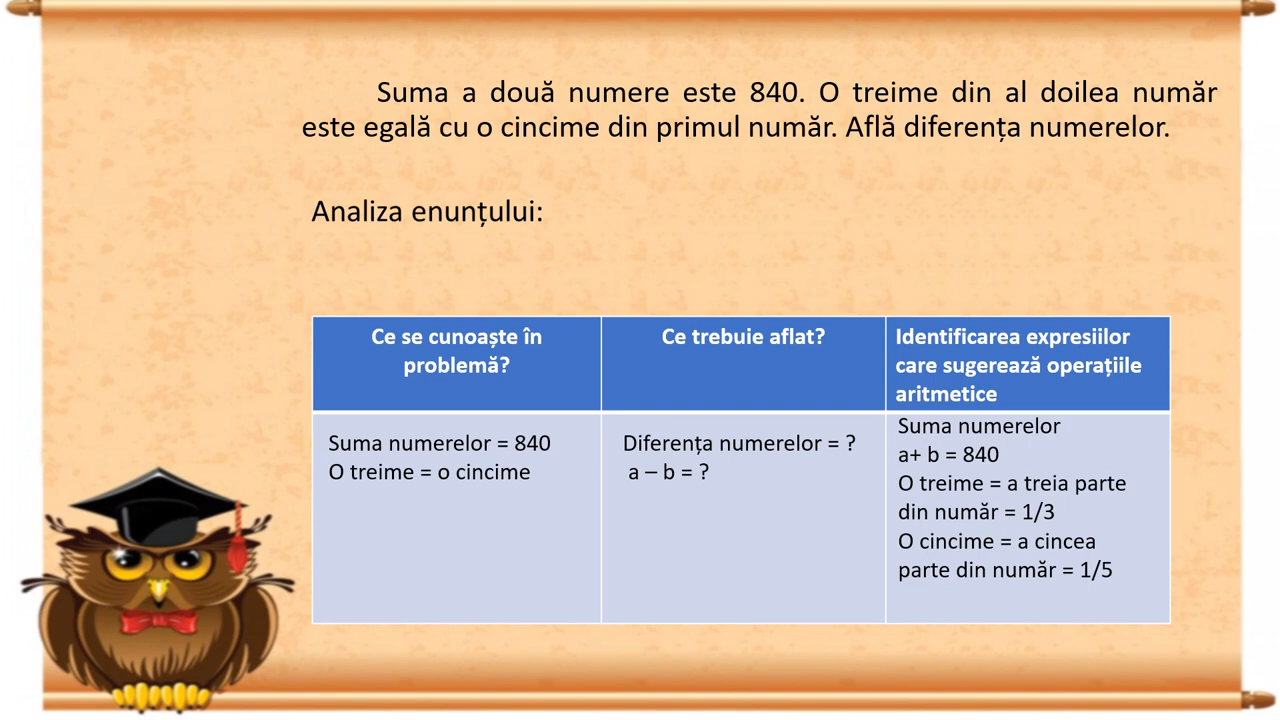 Suma a două numere este 840. O treime din al doilea număr
este egală cu o cincime din primul număr. Află diferența numerelor.
Analiza enunțului:
Ce se cunoaște în
problemă?
Ce trebuie aflat?
Identificarea expresiilor
care sugerează operațiile
aritmetice
Suma numerelor = 840
O treime = o cincime
Diferența numerelor = ?
a – b = ?
Suma numerelor
a+ b = 840
O treime = a treia parte
din număr = 1/3
O cincime = a cincea
parte din număr = 1/5